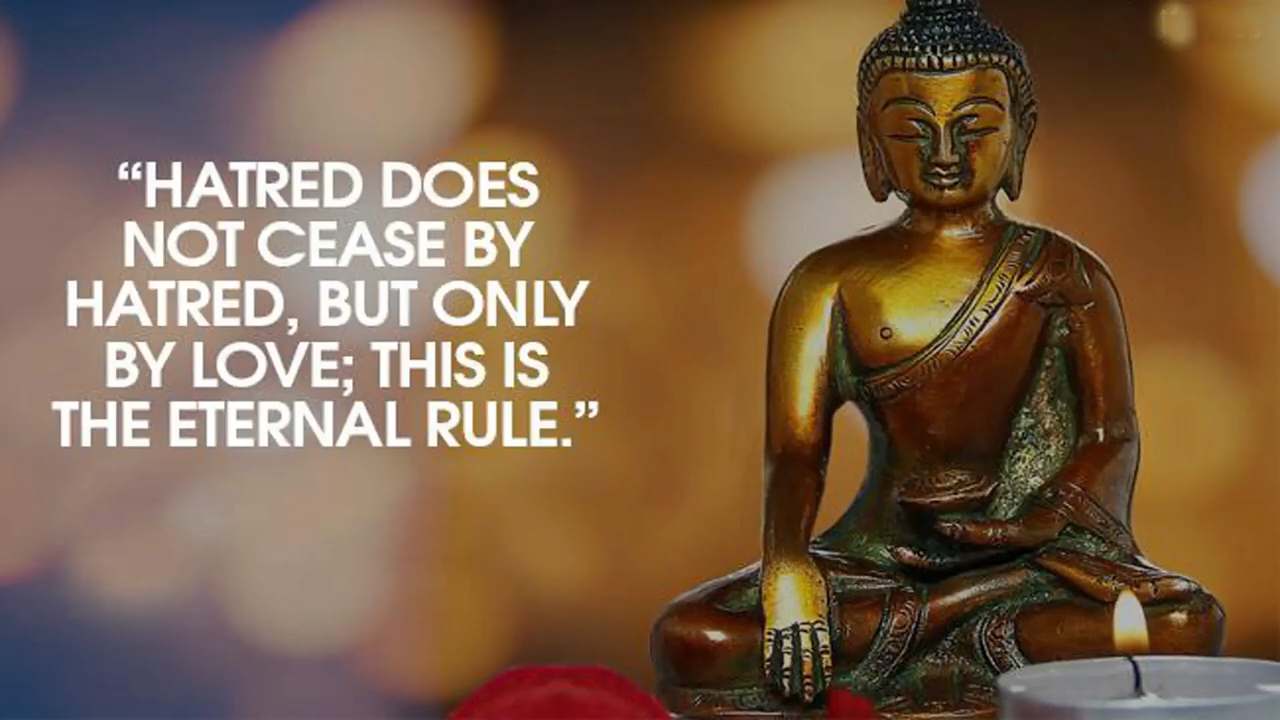 “HATRED DOES
NOT CEASE BY
HATRED, BUT ONLY
BY LOVE; THIS IS
THE ETERNAL RULE.”